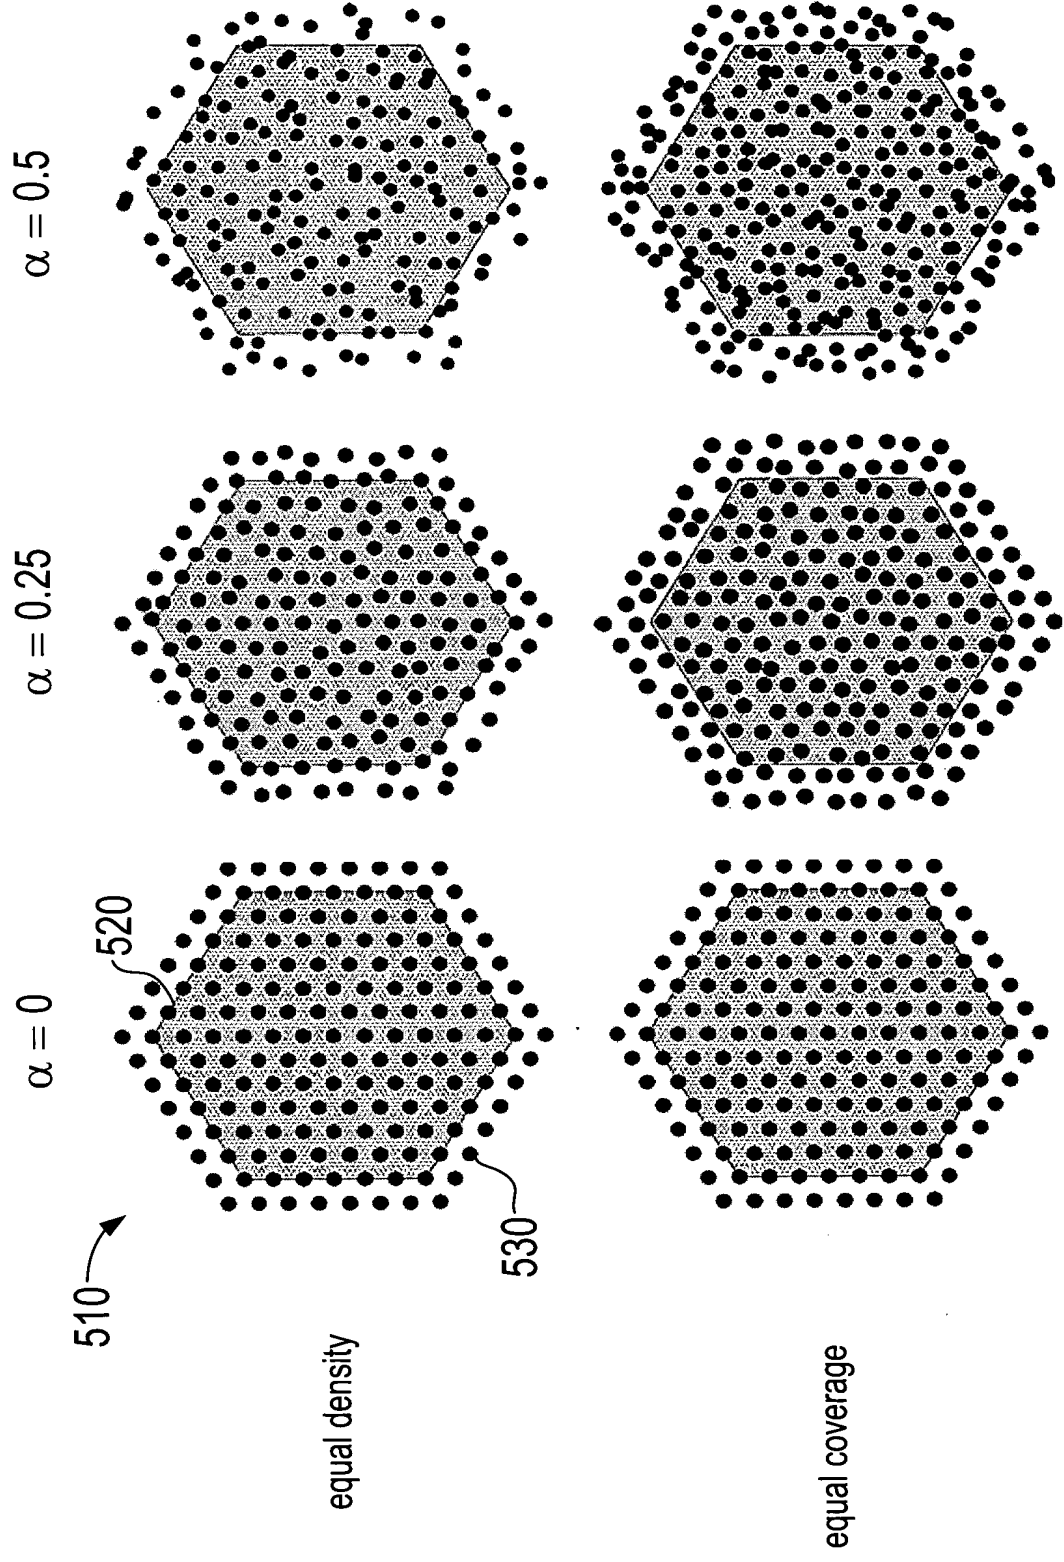 α = 0
α = 0.25
α = 0.5
510
520
530
equal density
equal coverage